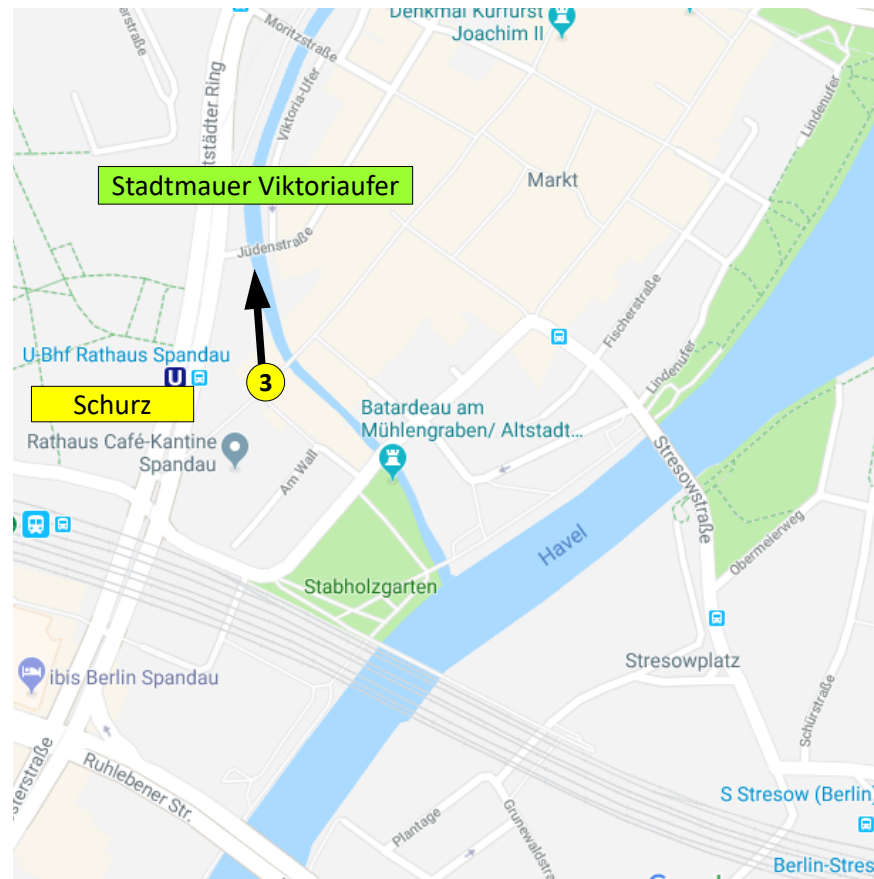 Denkmal Kurfürst
Joachim II
Moritzstraße
Viktoria-Ufer
Lindenufer
Stadtmauer Viktoriaufer
Markt
Jüdenstraße
Fischerstraße
U-Bhf Rathaus Spandau
U
3
Schurz
Lindenufer
Batardeau am
Mühlengraben/ Altstadt...
Rathaus Café-Kantine
Spandau
Am Wall
Stresowstraße
Havel
Obermeierweg
Stabholzgarten
Stresowplatz
ibis Berlin Spandau
Schürstraße
Ruhlebener Str.
S Stresow (Berlin)
Plantage
Berlin-Stres